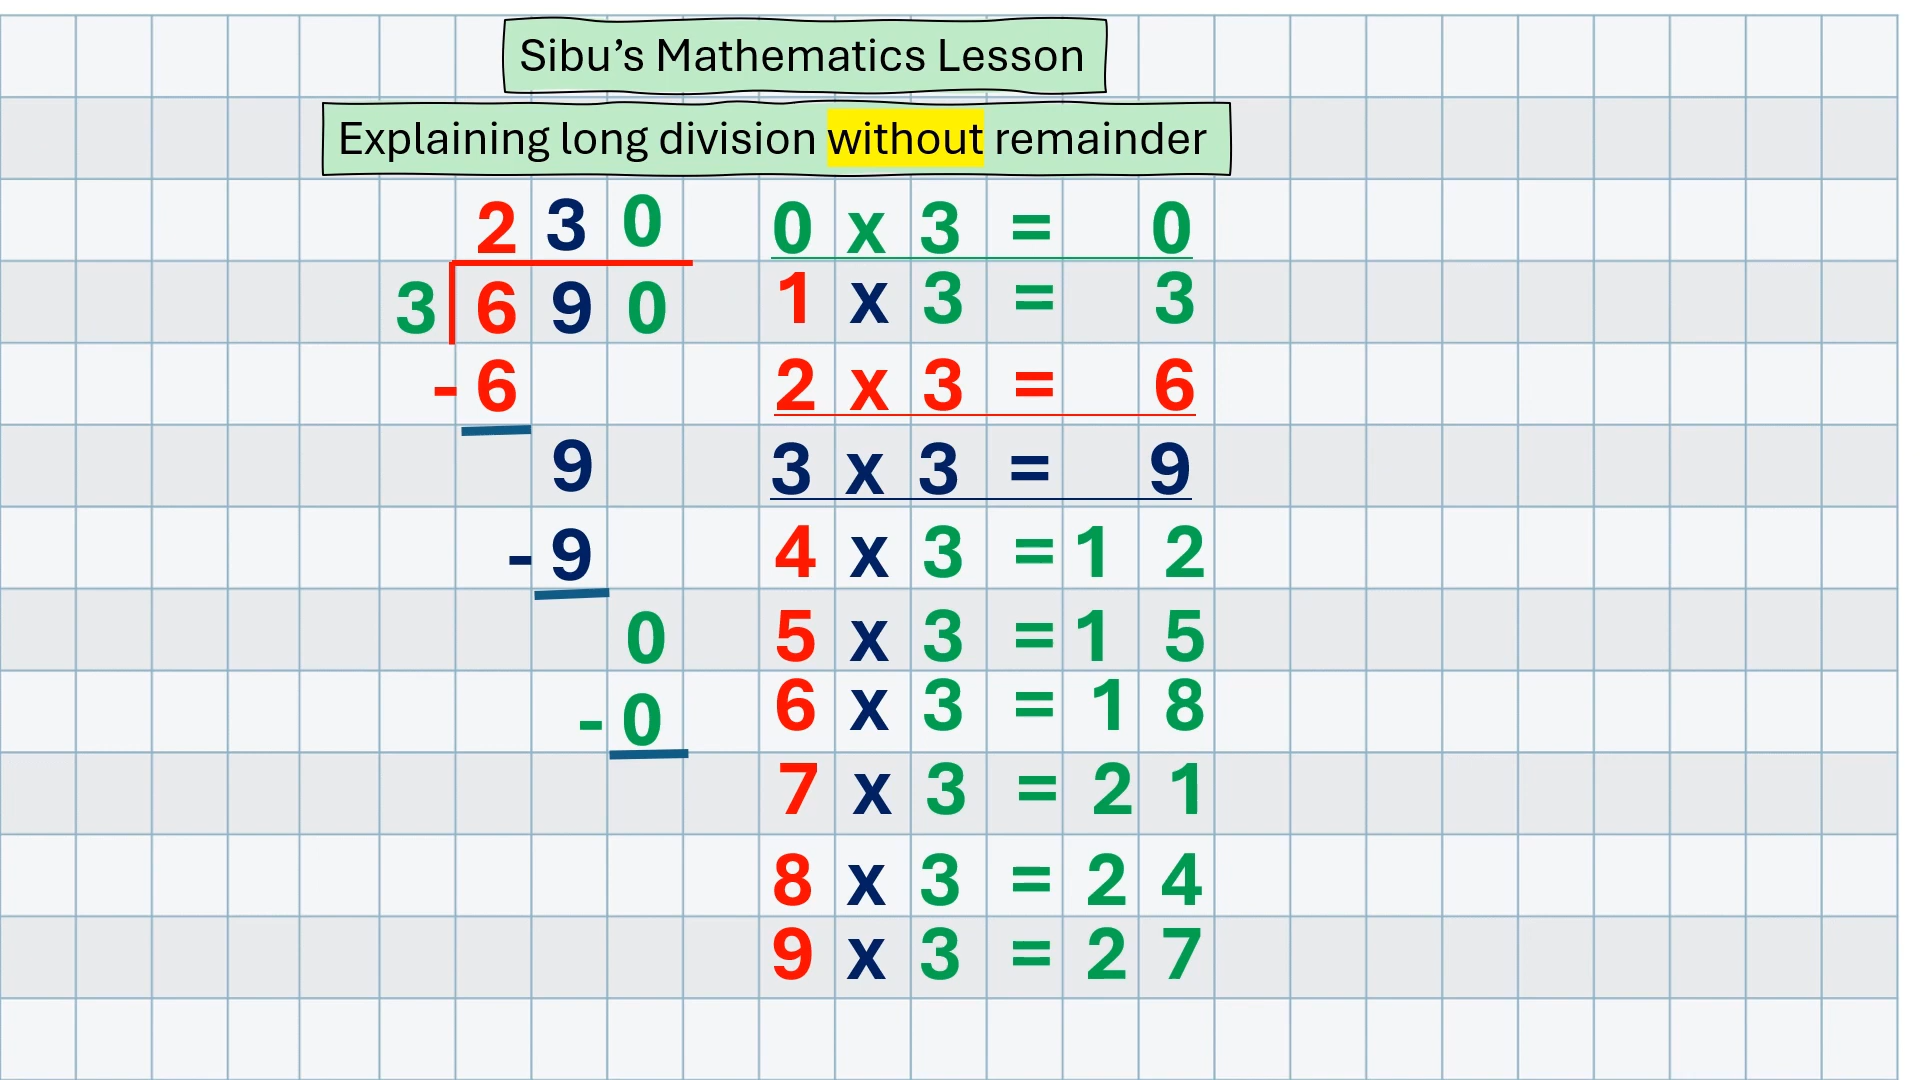 Sibu’s Mathematics Lesson
Explaining long division without remainder
2 3 0
3 6 9 0
- 6
9
- 9
0
- 0
0 x 3 = 0
1 x 3 = 3
2 x 3 = 6
3 x 3 = 9
4 x 3 = 1 2
5 x 3 = 1 5
6 x 3 = 1 8
7 x 3 = 2 1
8 x 3 = 2 4
9 x 3 = 2 7